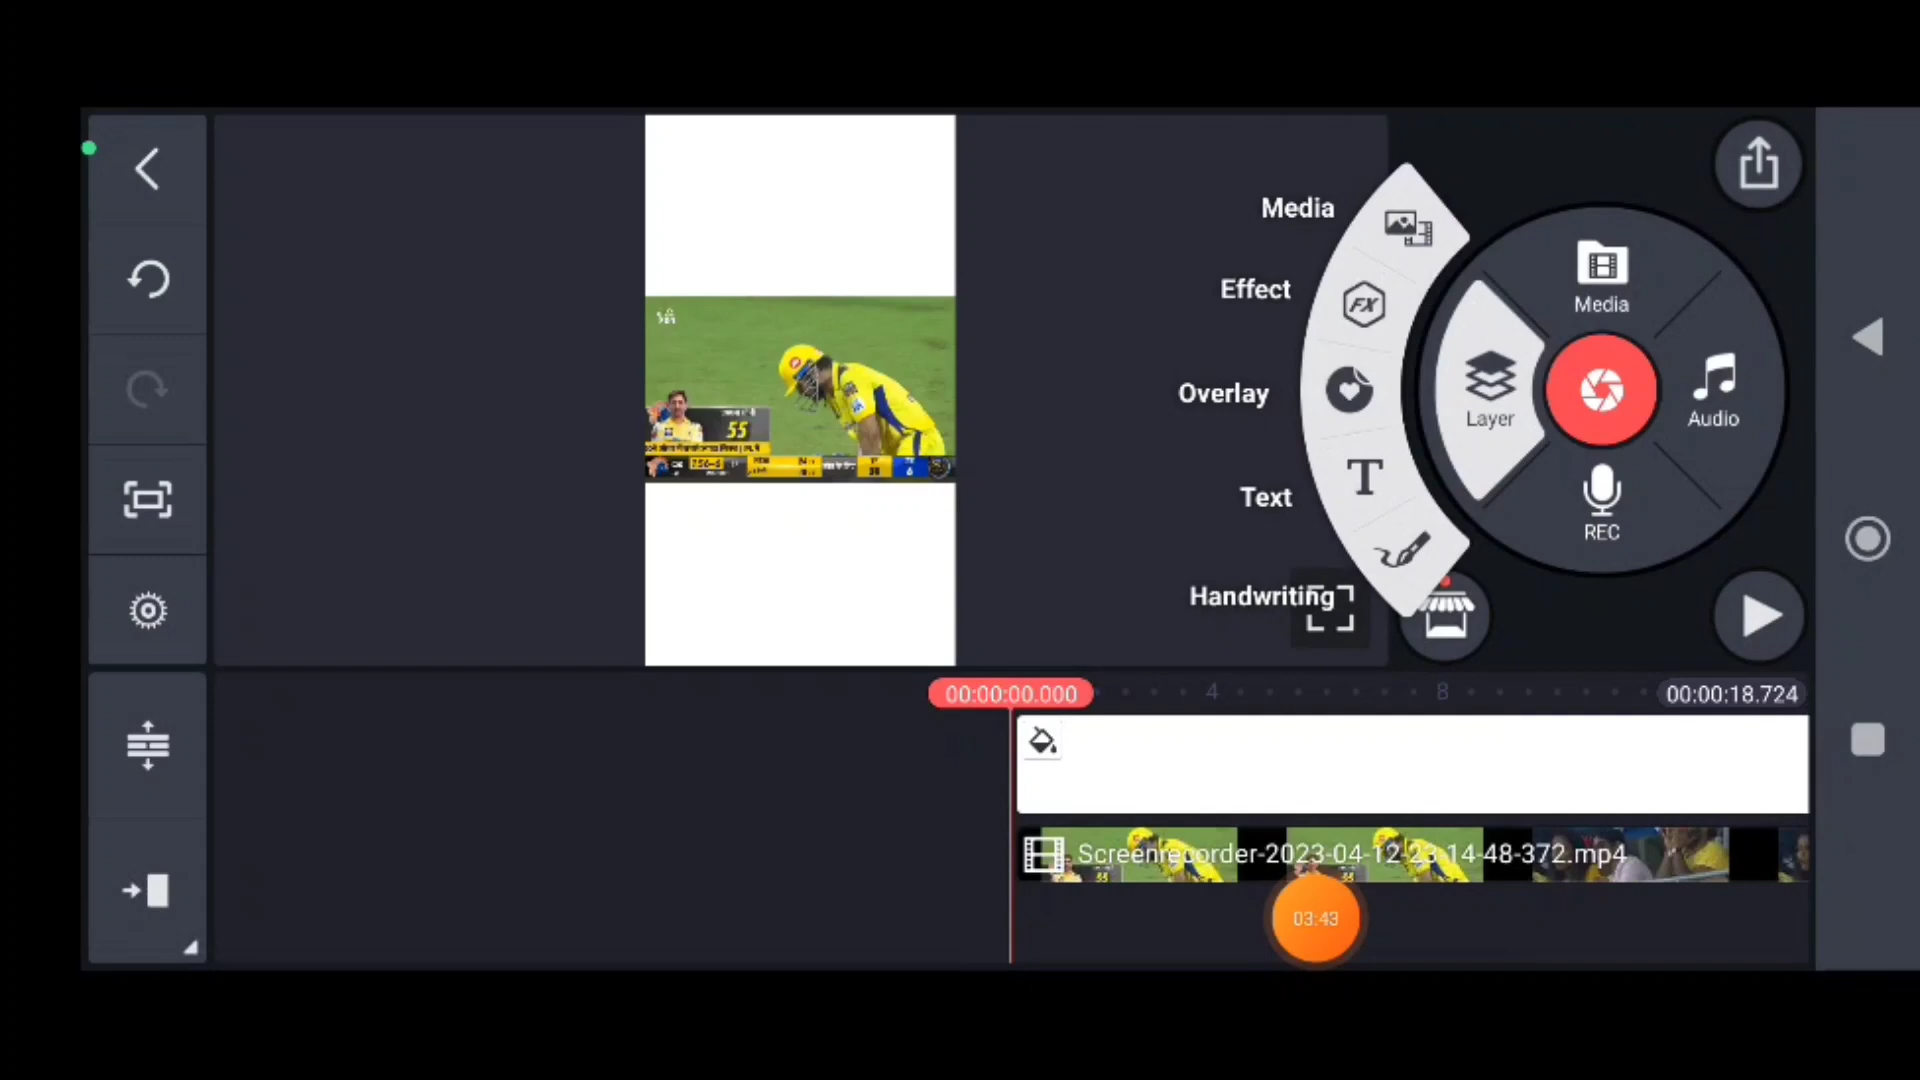 Media
Effect
Overlay
Text
Handwriting
Media
Layer
Audio
REC
FX
T
55
00:00:00.000
4
8
00:00:18.724
Screenrecorder-2023-04-12-23-14-48-372.mp4
03:43